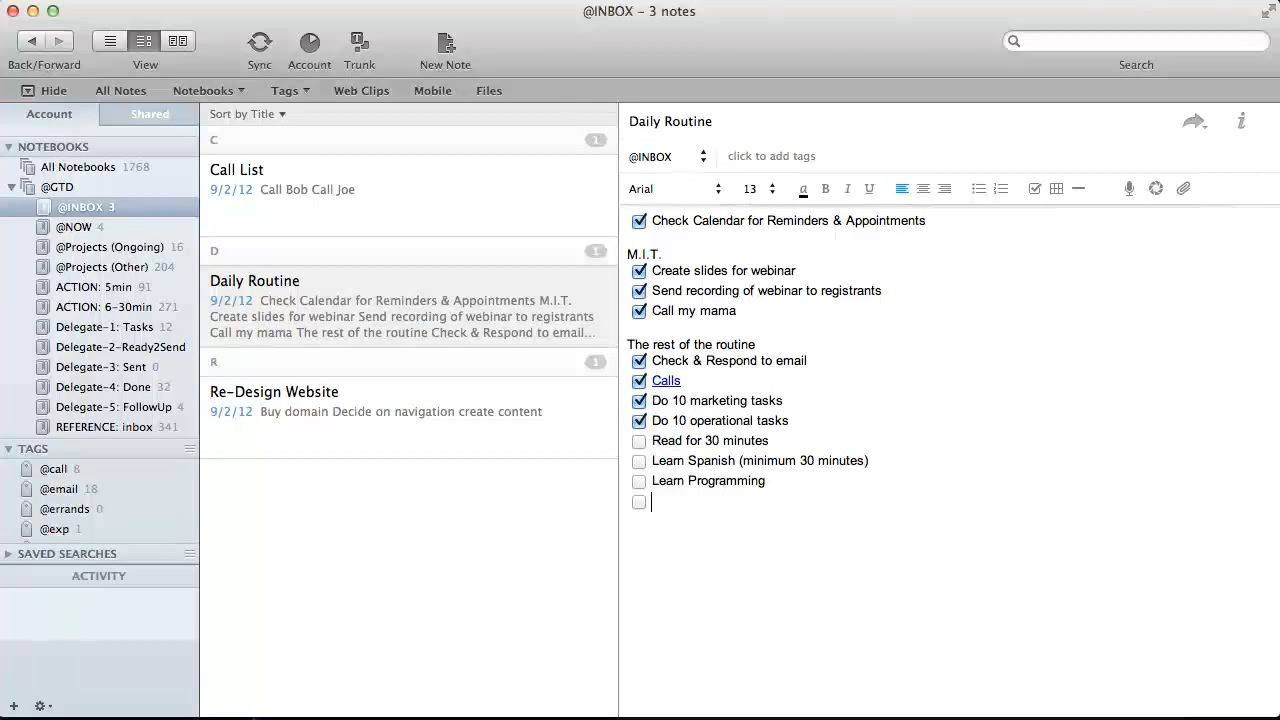 @INBOX – 3 notes
Back/Forward
View
Sync
Account
Trunk
New Note
Search
Hide
All Notes
Notebooks
Tags
Web Clips
Mobile
Files
Account
Shared
NOTEBOOKS
All Notebooks 1768
@GTD
@INBOX 3
@NOW 4
@Projects (Ongoing) 16
@Projects (Other) 204
ACTION: 5min 91
ACTION: 6-30min 271
Delegate-1: Tasks 12
Delegate-2-Ready2Send
Delegate-3: Sent 0
Delegate-4: Done 32
Delegate-5: FollowUp 4
REFERENCE: inbox 341
TAGS
@call 8
@email 18
@errands 0
@exp 1
SAVED SEARCHES
ACTIVITY
Sort by Title
C 1
Call List
9/2/12 Call Bob Call Joe
D 1
Daily Routine
9/2/12 Check Calendar for Reminders & Appointments M.I.T.
Create slides for webinar Send recording of webinar to registrants
Call my mama The rest of the routine Check & Respond to email...
R 1
Re-Design Website
9/2/12 Buy domain Decide on navigation create content
Daily Routine
@INBOX
click to add tags
Arial 13 a B I U
Check Calendar for Reminders & Appointments
M.I.T.
Create slides for webinar
Send recording of webinar to registrants
Call my mama
The rest of the routine
Check & Respond to email
Calls
Do 10 marketing tasks
Do 10 operational tasks
Read for 30 minutes
Learn Spanish (minimum 30 minutes)
Learn Programming